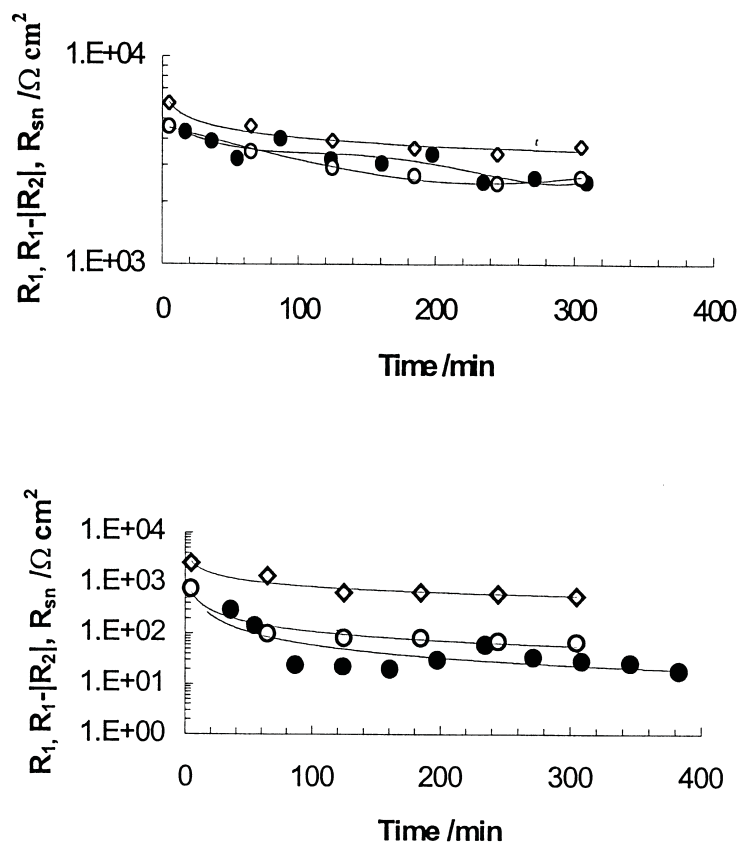 R₁, R₁-|R₂|, Rsn /Ω cm²
1.E+04
1.E+03
0 100 200 300 400
Time /min
R₁, R₁-|R₂|, Rsn /Ω cm²
1.E+04
1.E+03
1.E+02
1.E+01
1.E+00
0 100 200 300 400
Time /min